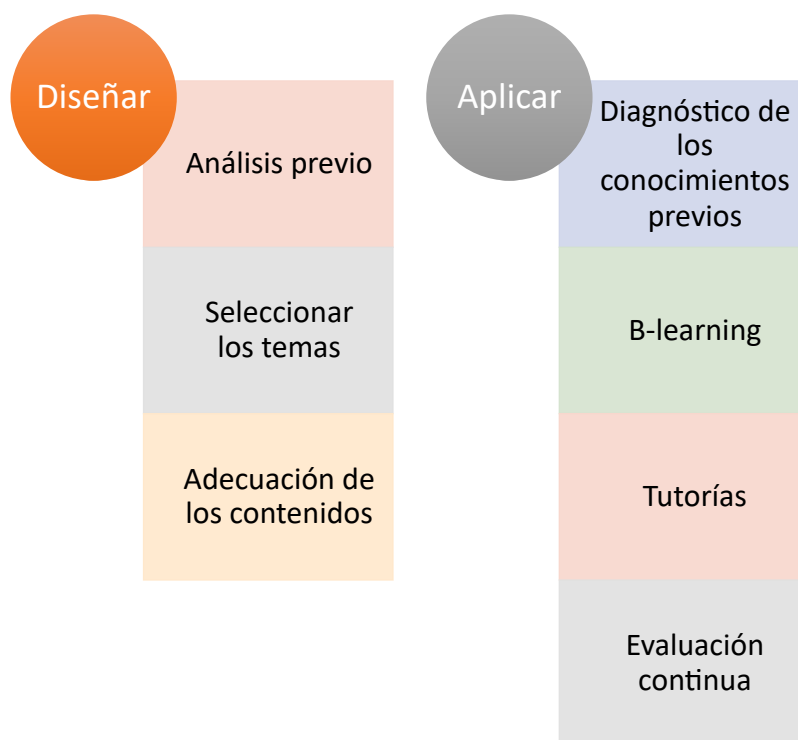 Diseñar
Análisis previo
Seleccionar
los temas
Adecuación de
los contenidos
Aplicar
Diagnóstico de
los
conocimientos
previos
B-learning
Tutorías
Evaluación
continua